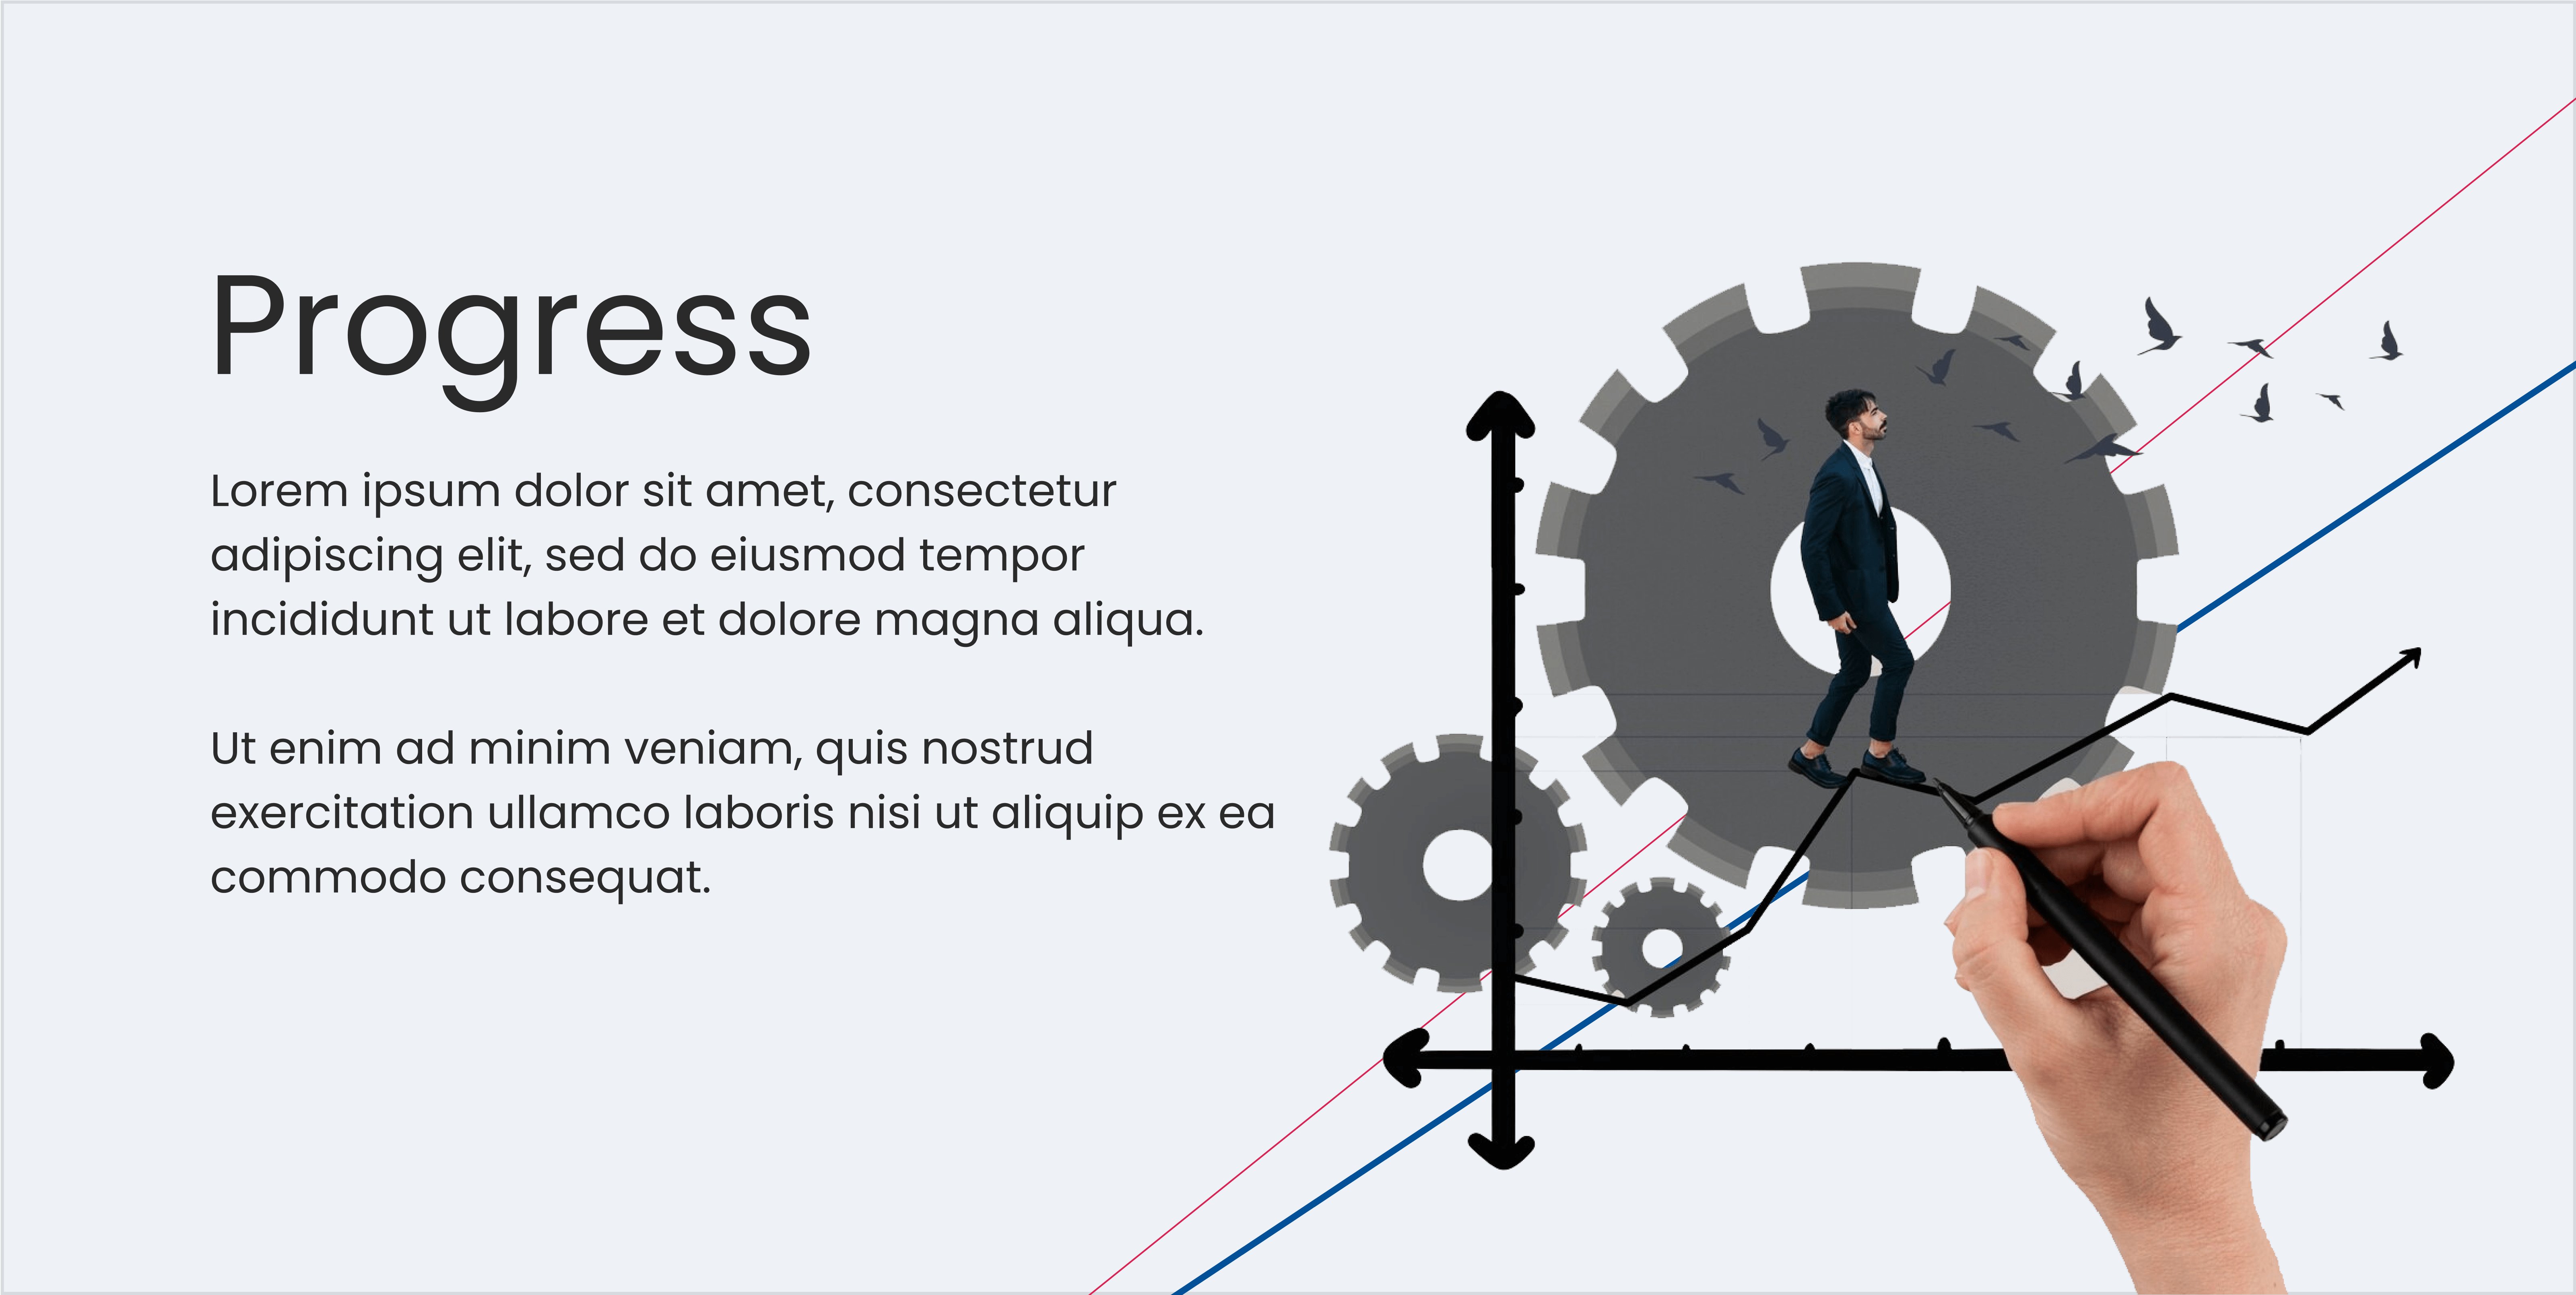 Progress
Lorem ipsum dolor sit amet, consectetur
adipiscing elit, sed do eiusmod tempor
incididunt ut labore et dolore magna aliqua.
Ut enim ad minim veniam, quis nostrud
exercitation ullamco laboris nisi ut aliquip ex ea
commodo consequat.